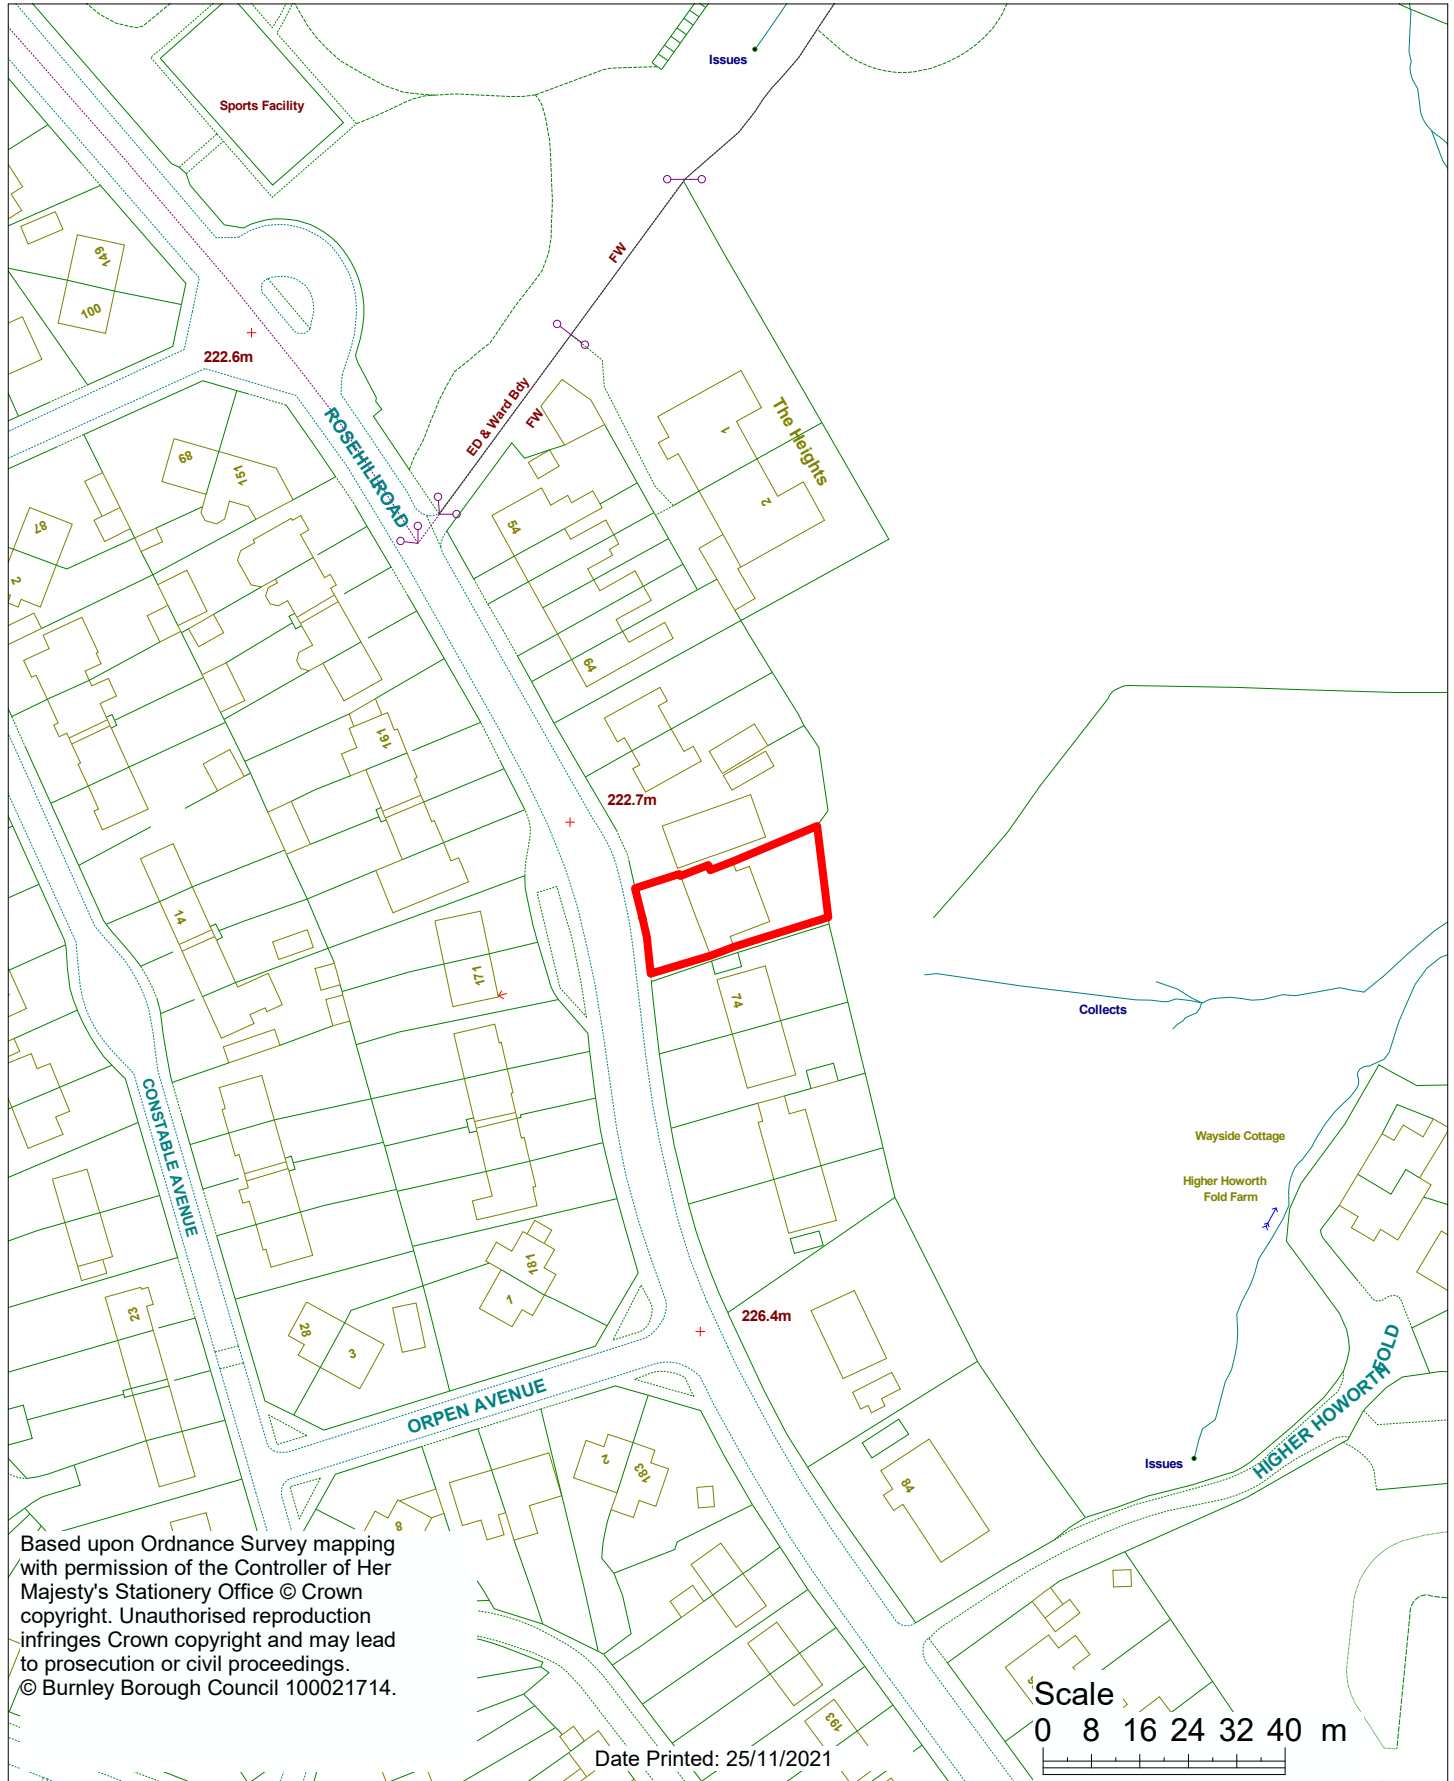 Issues
Sports Facility
149
100
222.6m
FW
ED & Ward Bdy
FW
ROSEHILL ROAD
The Heights
1
2
89
151
87
2
54
64
161
222.7m
14
171
74
Collects
CONSTABLE AVENUE
Wayside Cottage
Higher Howorth
Fold Farm
181
1
23
28
3
226.4m
ORPEN AVENUE
HIGHER HOWORTH FOLD
2
183
84
Issues
8
Based upon Ordnance Survey mapping
with permission of the Controller of Her
Majesty's Stationery Office © Crown
copyright. Unauthorised reproduction
infringes Crown copyright and may lead
to prosecution or civil proceedings.
© Burnley Borough Council 100021714.
193
Scale
0 8 16 24 32 40 m
Date Printed: 25/11/2021